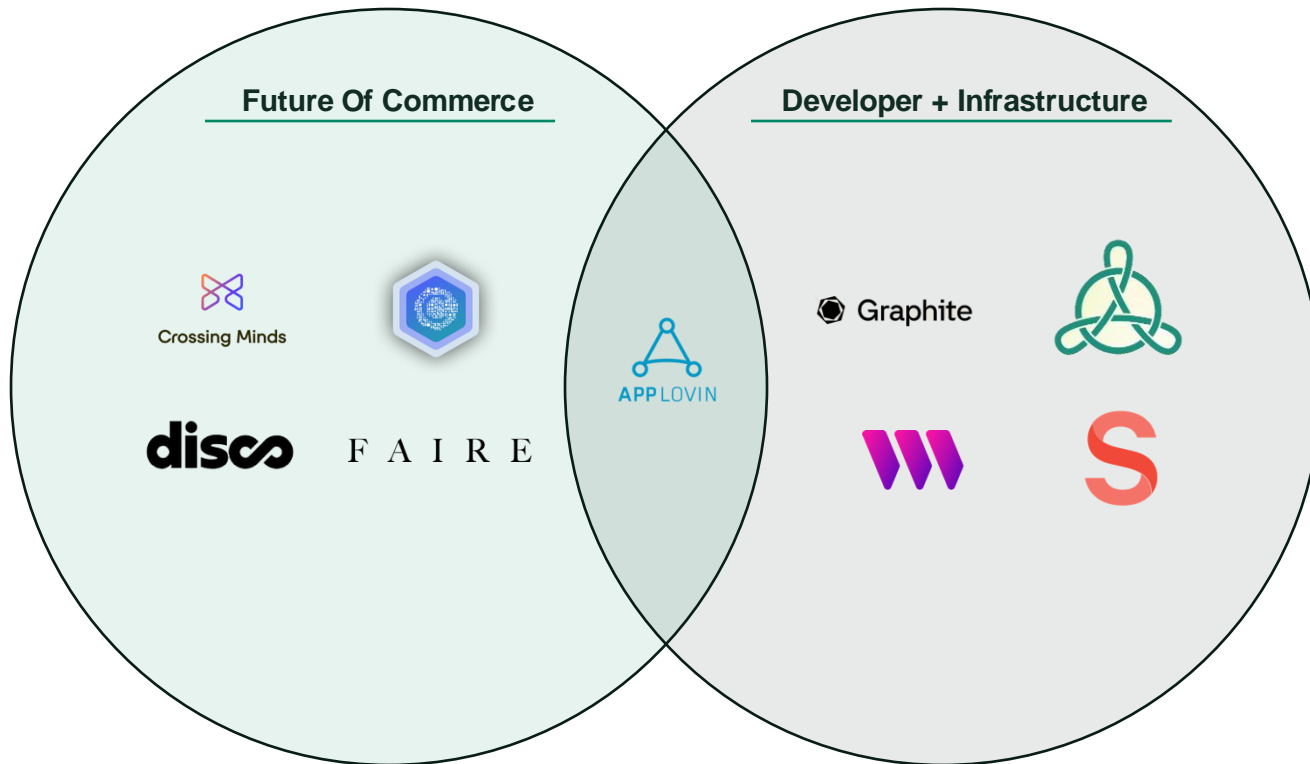 Future Of Commerce
Developer + Infrastructure
Crossing Minds
C
Graphite
APPLOVIN
disco
FAIRE
S